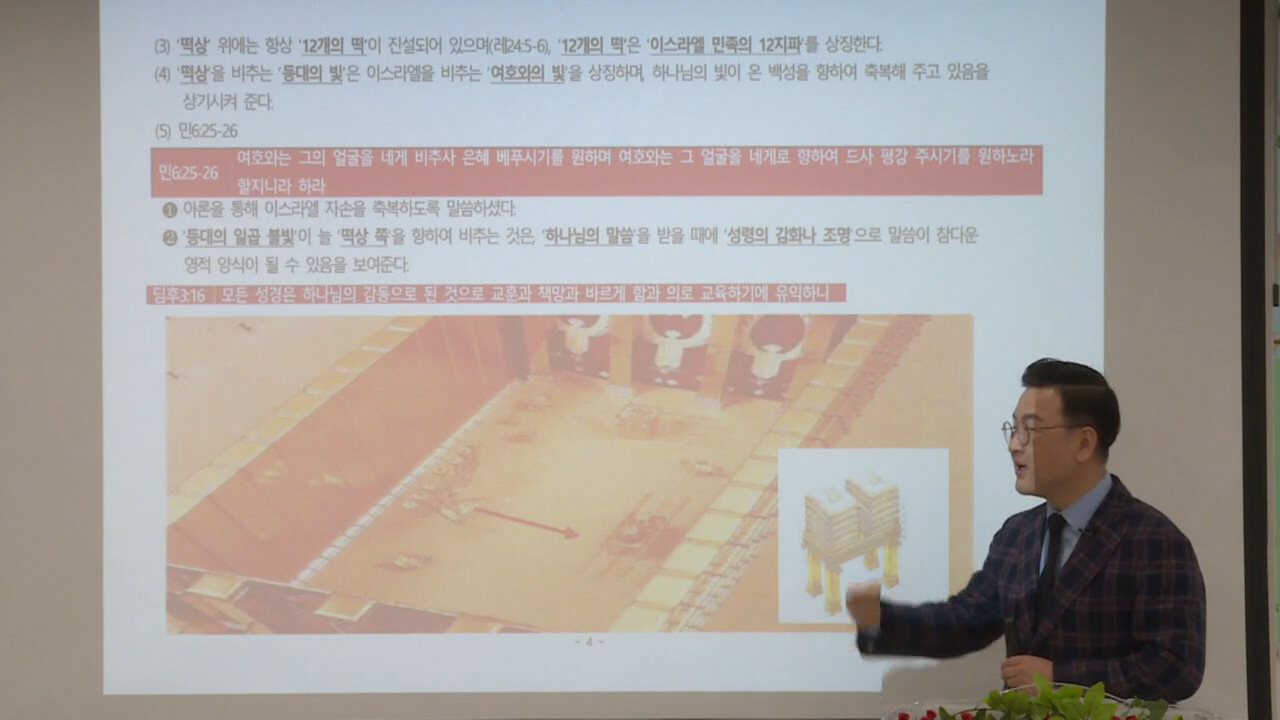 (3) '떡상' 위에는 항상 '12개의 떡'이 진설되어 있으며(레24:5-6), '12개의 떡'은 '이스라엘 민족의 12지파'를 상징한다.
(4) '떡상'을 비추는 '등대의 빛'은 이스라엘을 비추는 '여호와의 빛'을 상징하며, 하나님의 빛이 온 백성을 향하여 축복해 주고 있음을
상기시켜 준다.
(5) 민6:25-26
민6:25-26 여호와는 그의 얼굴을 네게 비추사 은혜 베푸시기를 원하며 여호와는 그 얼굴을 네게로 향하여 드사 평강 주시기를 원하노라
할지니라 하라
❶ 아론을 통해 이스라엘 자손을 축복하도록 말씀하셨다.
❷ '등대의 일곱 불빛'이 늘 '떡상 쪽'을 향하여 비추는 것은, '하나님의 말씀'을 받을 때에 '성령의 감화나 조명'으로 말씀이 참다운
영적 양식이 될 수 있음을 보여준다.
딤후3:16 모든 성경은 하나님의 감동으로 된 것으로 교훈과 책망과 바르게 함과 의로 교육하기에 유익하니
- 4 -